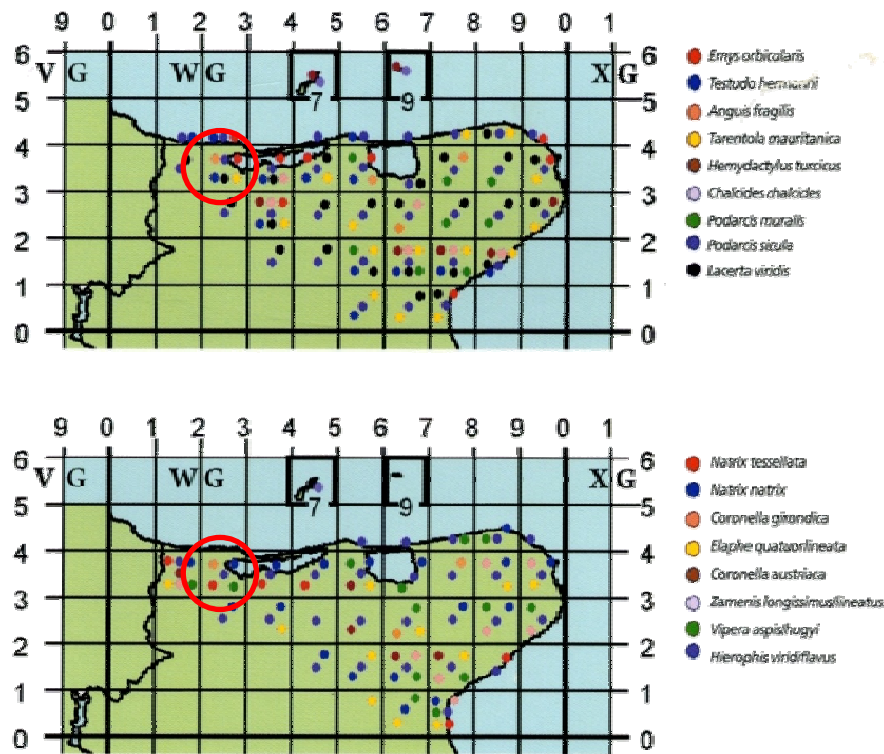 9 0 1 2 3 4 5 6 7 8 9 0 1
6 V G W G X G 6
7 9
5 5
4 4
3 3
2 2
1 1
0 0
Emys orbicularis
Testudo hermanni
Anguis fragilis
Tarentola mauritanica
Hemydactylus turcicus
Chalcides chalcides
Podarcis muralis
Podarcis sicula
Lacerta viridis
9 0 1 2 3 4 5 6 7 8 9 0 1
6 V G W G X G 6
7 9
5 5
4 4
3 3
2 2
1 1
0 0
Natrix tessellata
Natrix natrix
Coronella girondica
Elaphe quatuorlineata
Coronella austriaca
Zamenis longissimus/lineatus
Vipera aspis/hugyi
Hierophis viridiflavus